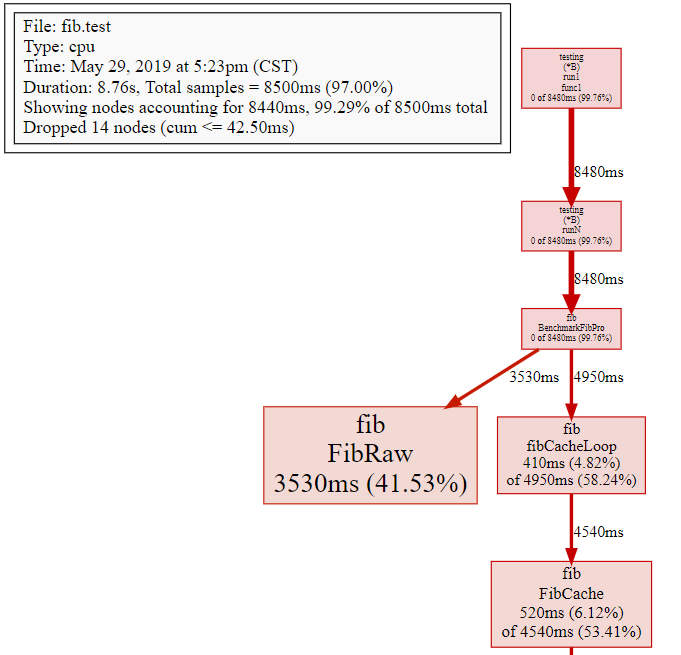 File: fib.test
Type: cpu
Time: May 29, 2019 at 5:23pm (CST)
Duration: 8.76s, Total samples = 8500ms (97.00%)
Showing nodes accounting for 8440ms, 99.29% of 8500ms total
Dropped 14 nodes (cum <= 42.50ms)
testing
(*B)
run1
func1
0 of 8480ms (99.76%)
8480ms
testing
(*B)
runN
0 of 8480ms (99.76%)
8480ms
fib
BenchmarkFibPro
0 of 8480ms (99.76%)
3530ms
4950ms
fib
FibRaw
3530ms (41.53%)
fib
fibCacheLoop
410ms (4.82%)
of 4950ms (58.24%)
4540ms
fib
FibCache
520ms (6.12%)
of 4540ms (53.41%)